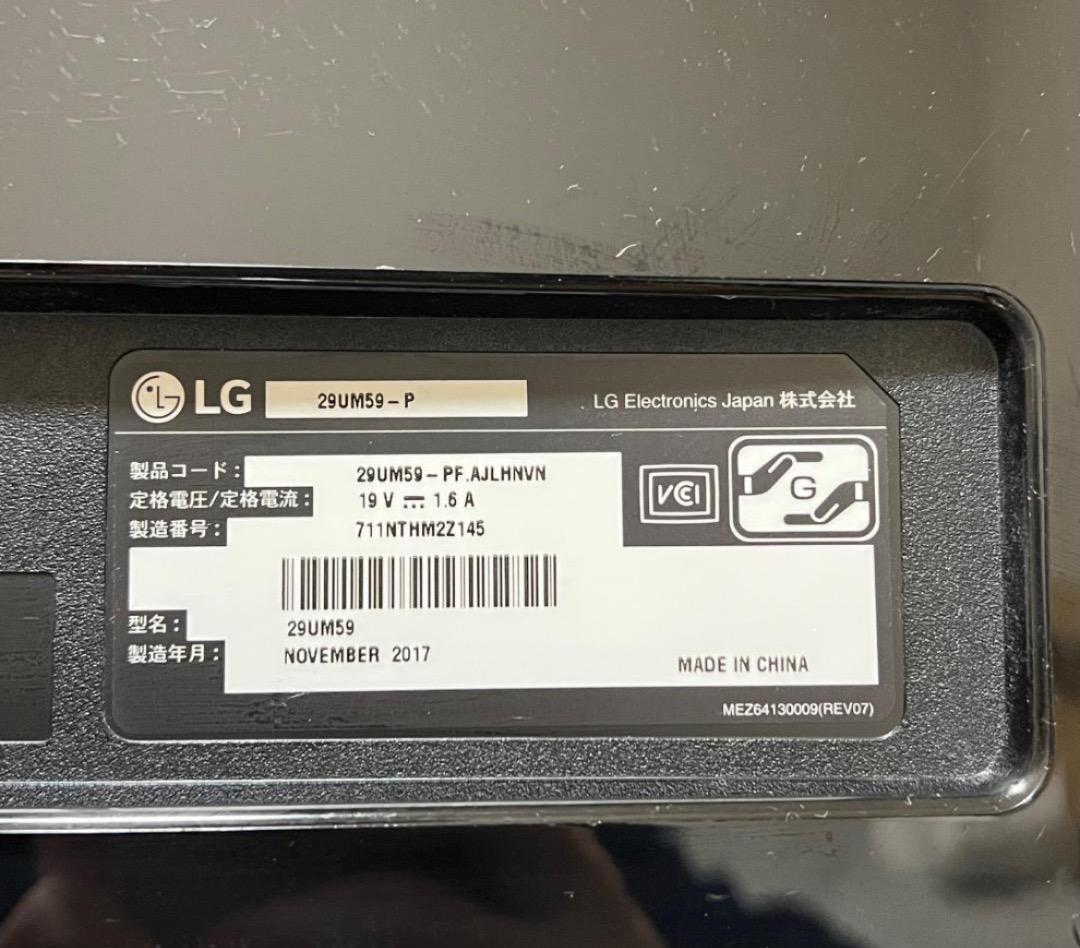 LG 29UM59-P LG Electronics Japan 株式会社
製品コード: 29UM59-PF.AJLHNVN
定格電圧/定格電流: 19 V ⎓ 1.6 A
製造番号: 711NTHM2Z145
VCCI
G
型名: 29UM59
製造年月: NOVEMBER 2017
MADE IN CHINA
MEZ64130009(REV07)